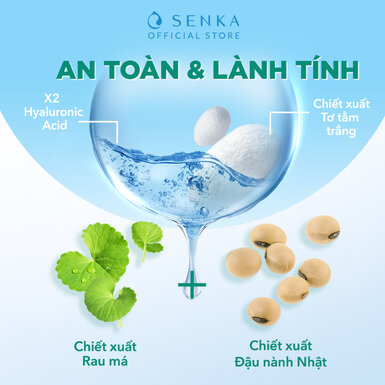 SENKA
OFFICIAL STORE
AN TOÀN & LÀNH TÍNH
X2
Hyaluronic
Acid
Chiết xuất
Tơ tằm
trắng
Chiết xuất
Rau má
Chiết xuất
Đậu nành Nhật